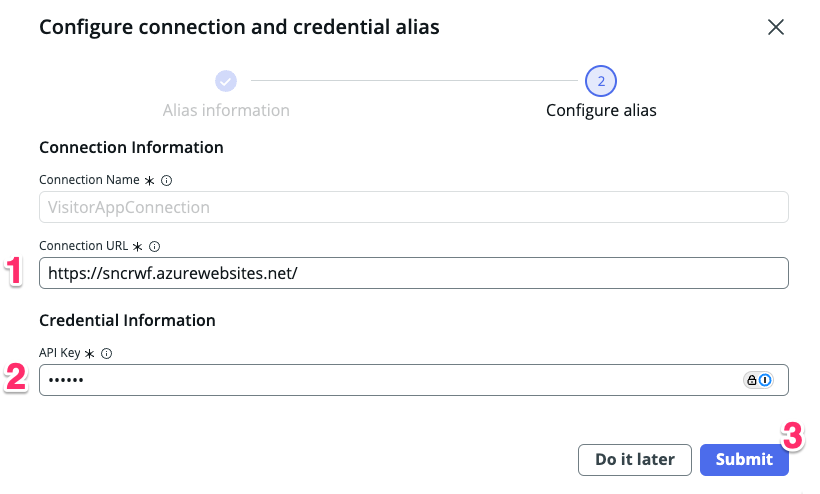 Configure connection and credential alias
2
Alias information
Configure alias
Connection Information
Connection Name *
VisitorAppConnection
Connection URL *
1
https://sncrwf.azurewebsites.net/
Credential Information
API Key *
2
••••••
3
Do it later
Submit